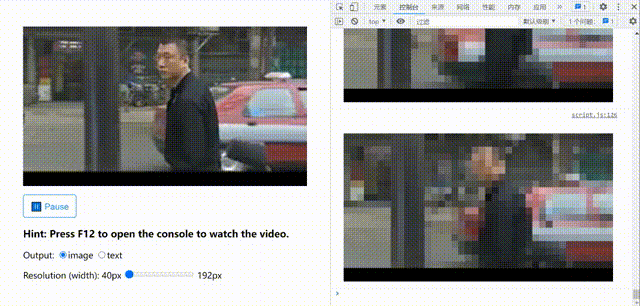 元素
控制台
来源
网络
性能
内存
应用
»
1
top
过滤
默认级别
1 个问题:
1
script.js:126
Pause
Hint: Press F12 to open the console to watch the video.
Output: image text
Resolution (width): 40px 192px